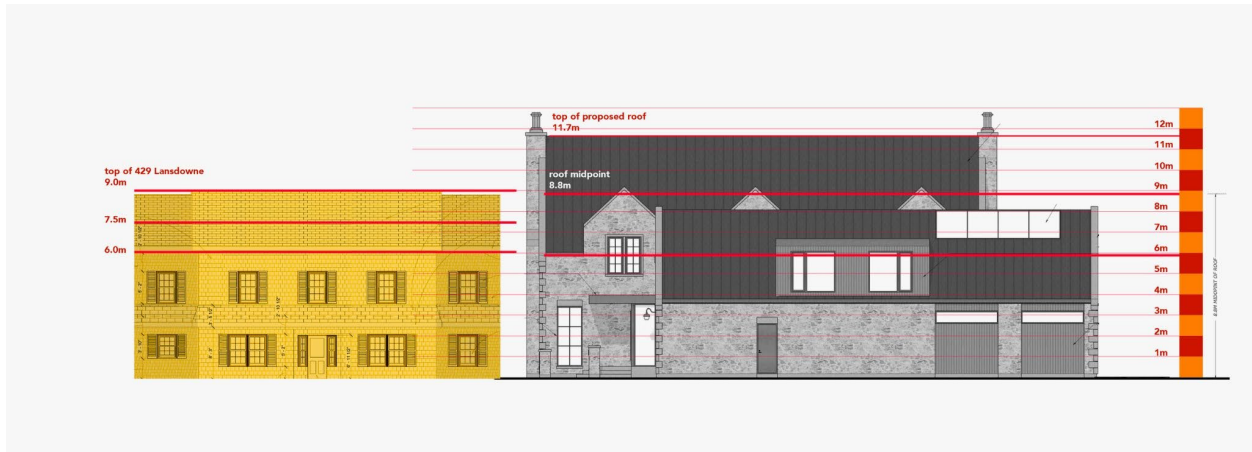 top of proposed roof
11.7m
top of 429 Lansdowne
9.0m
roof midpoint
8.8m
7.5m
6.0m
12m
11m
10m
9m
8m
7m
6m
5m
4m
3m
2m
1m
8.8M MIDPOINT OF ROOF